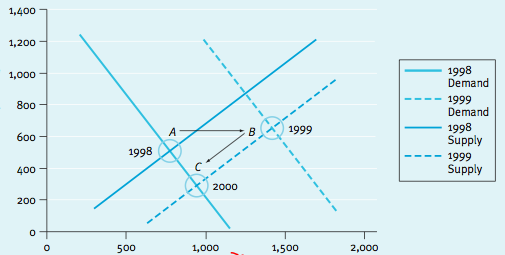 1,400
1,200
1,000
800
600
400
200
0
A
B
1999
1998
C
2000
0
500
1,000
1,500
2,000
1998
Demand
1999
Demand
1998
Supply
1999
Supply